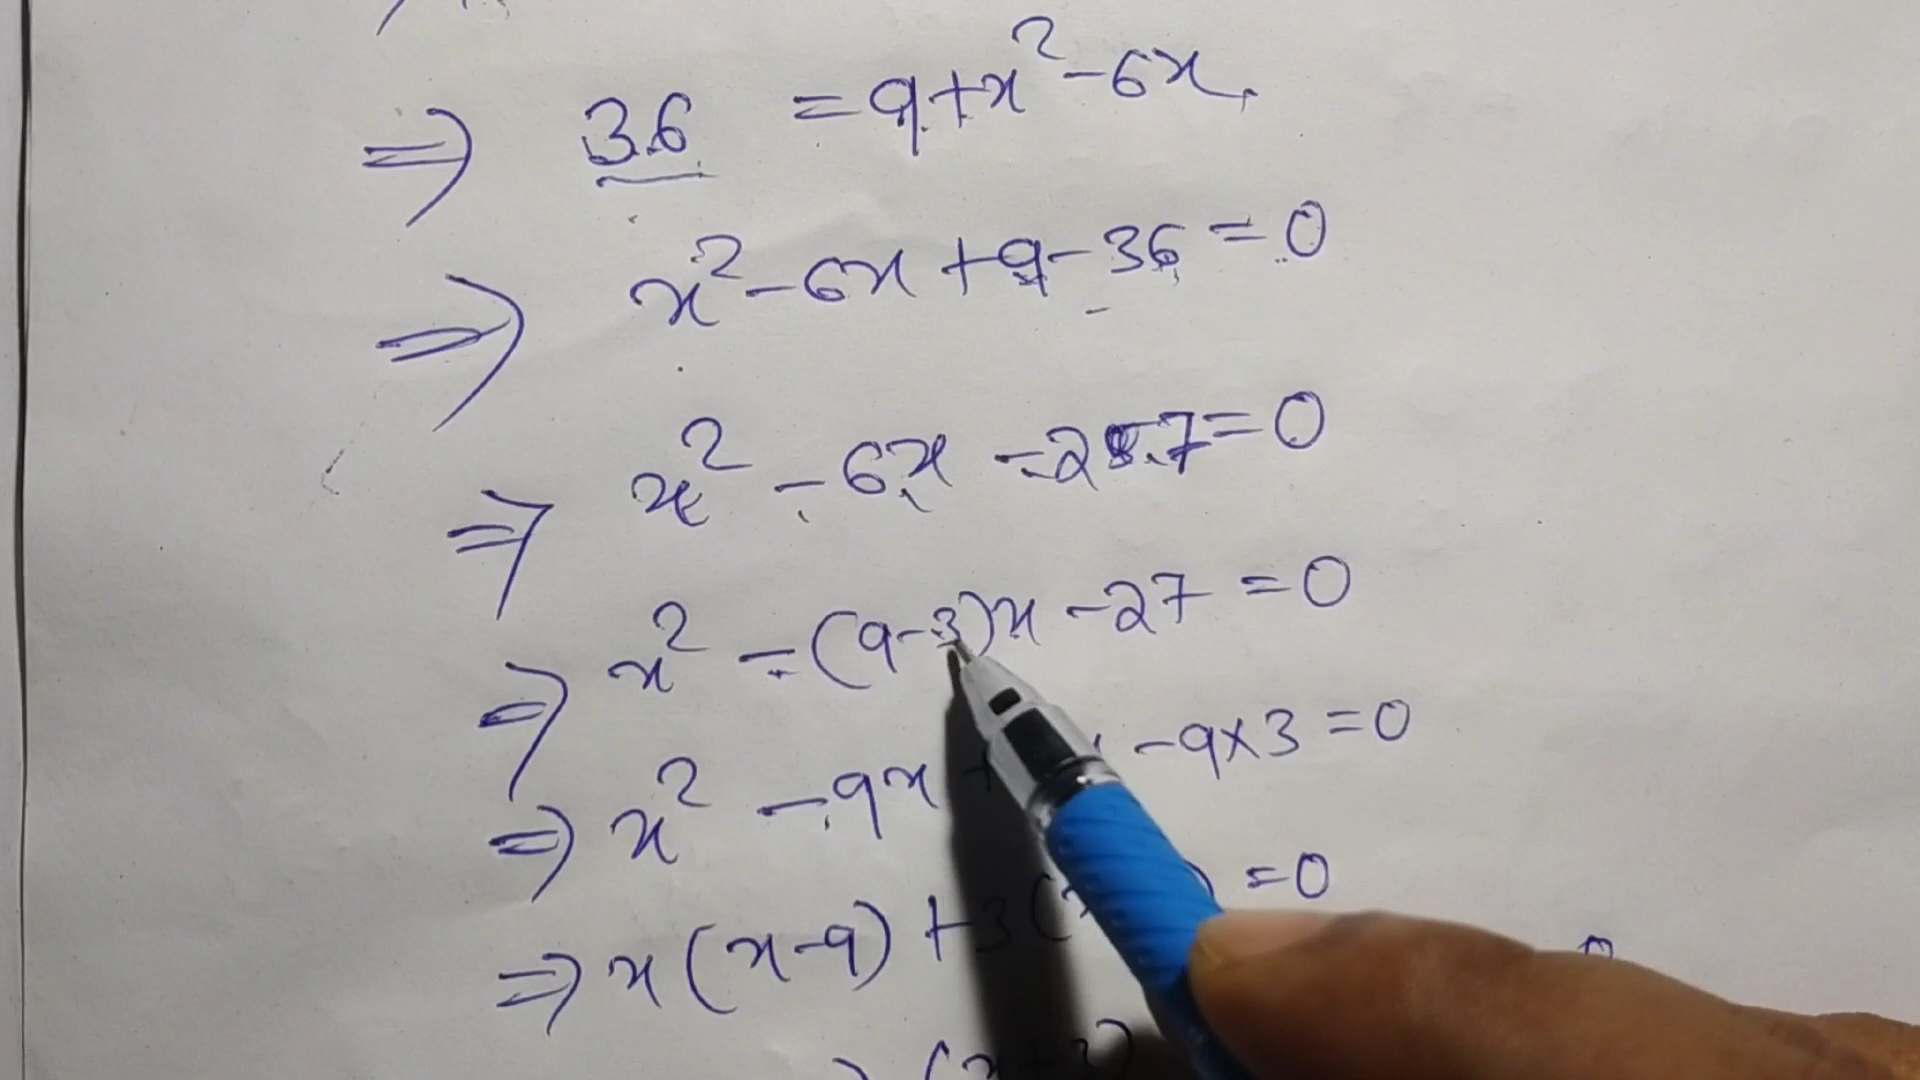 ⇒ 36 = 9+x²-6x
⇒ x²-6x+9-36=0
⇒ x²-6x-27=0
⇒ x²-(9-3)x-27=0
⇒ x²-9x+ -9×3=0
⇒ x(x-9)+3( =0
(x+3)